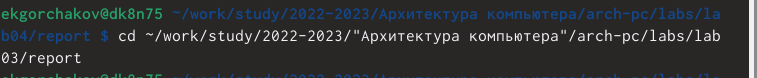 ekgorchakov@dk8n75 ~/work/study/2022-2023/Архитектура компьютера/arch-pc/labs/la
b04/report $ cd ~/work/study/2022-2023/"Архитектура компьютера"/arch-pc/labs/lab
03/report